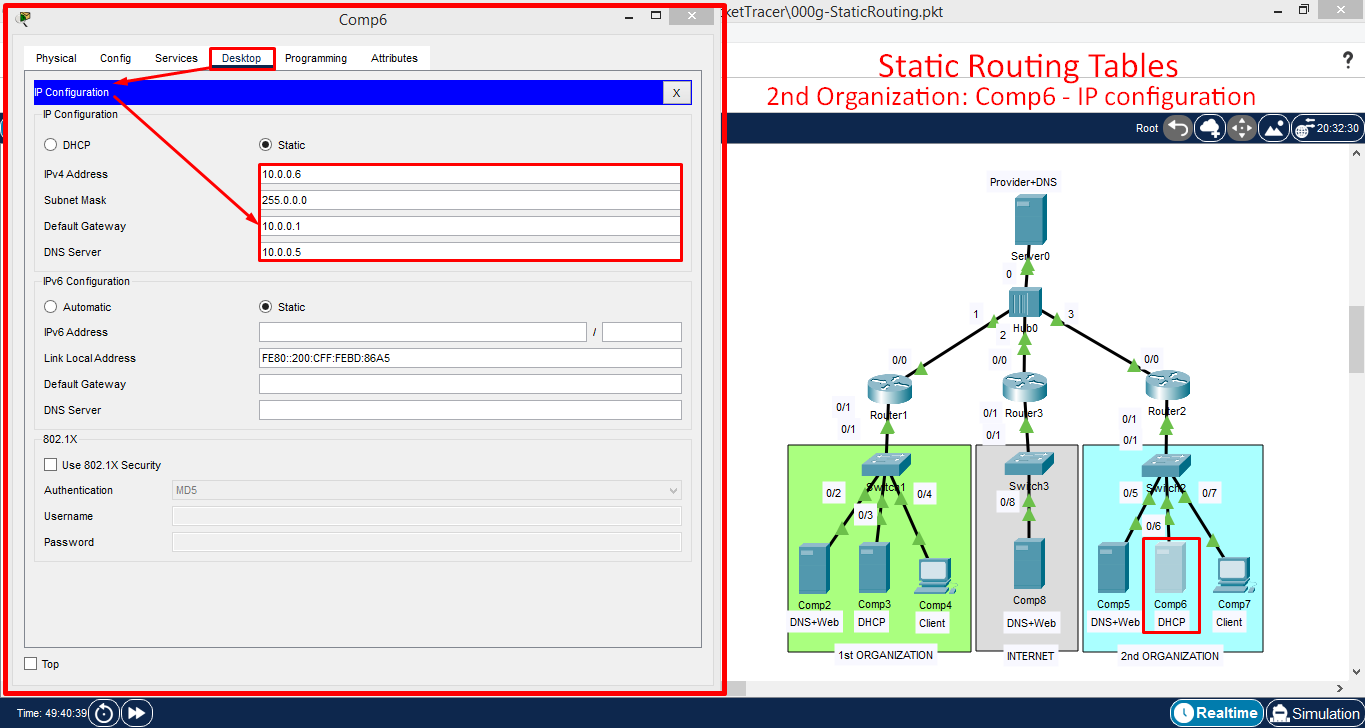 Comp6
ketTracer\000g-StaticRouting.pkt
Physical Config Services Desktop Programming Attributes
IP Configuration X
IP Configuration
DHCP Static
IPv4 Address 10.0.0.6
Subnet Mask 255.0.0.0
Default Gateway 10.0.0.1
DNS Server 10.0.0.5
IPv6 Configuration
Automatic Static
IPv6 Address /
Link Local Address FE80::200:CFF:FEBD:86A5
Default Gateway
DNS Server
802.1X
Use 802.1X Security
Authentication MD5
Username
Password
Top
Static Routing Tables
2nd Organization: Comp6 - IP configuration
?
Root 20:32:30
Provider+DNS
Server0
0
1 3
Hub0
2
0/0 0/0 0/0
Router1 Router3 Router2
0/1 0/1 0/1
0/1 0/1 0/1
Switch1 Switch3 Switch2
0/2 0/4 0/8 0/5 0/7
0/3 0/6
Comp2 Comp3 Comp4 Comp8 Comp5 Comp6 Comp7
DNS+Web DHCP Client DNS+Web DNS+Web DHCP Client
1st ORGANIZATION INTERNET 2nd ORGANIZATION
Time: 49:40:39 Realtime Simulation